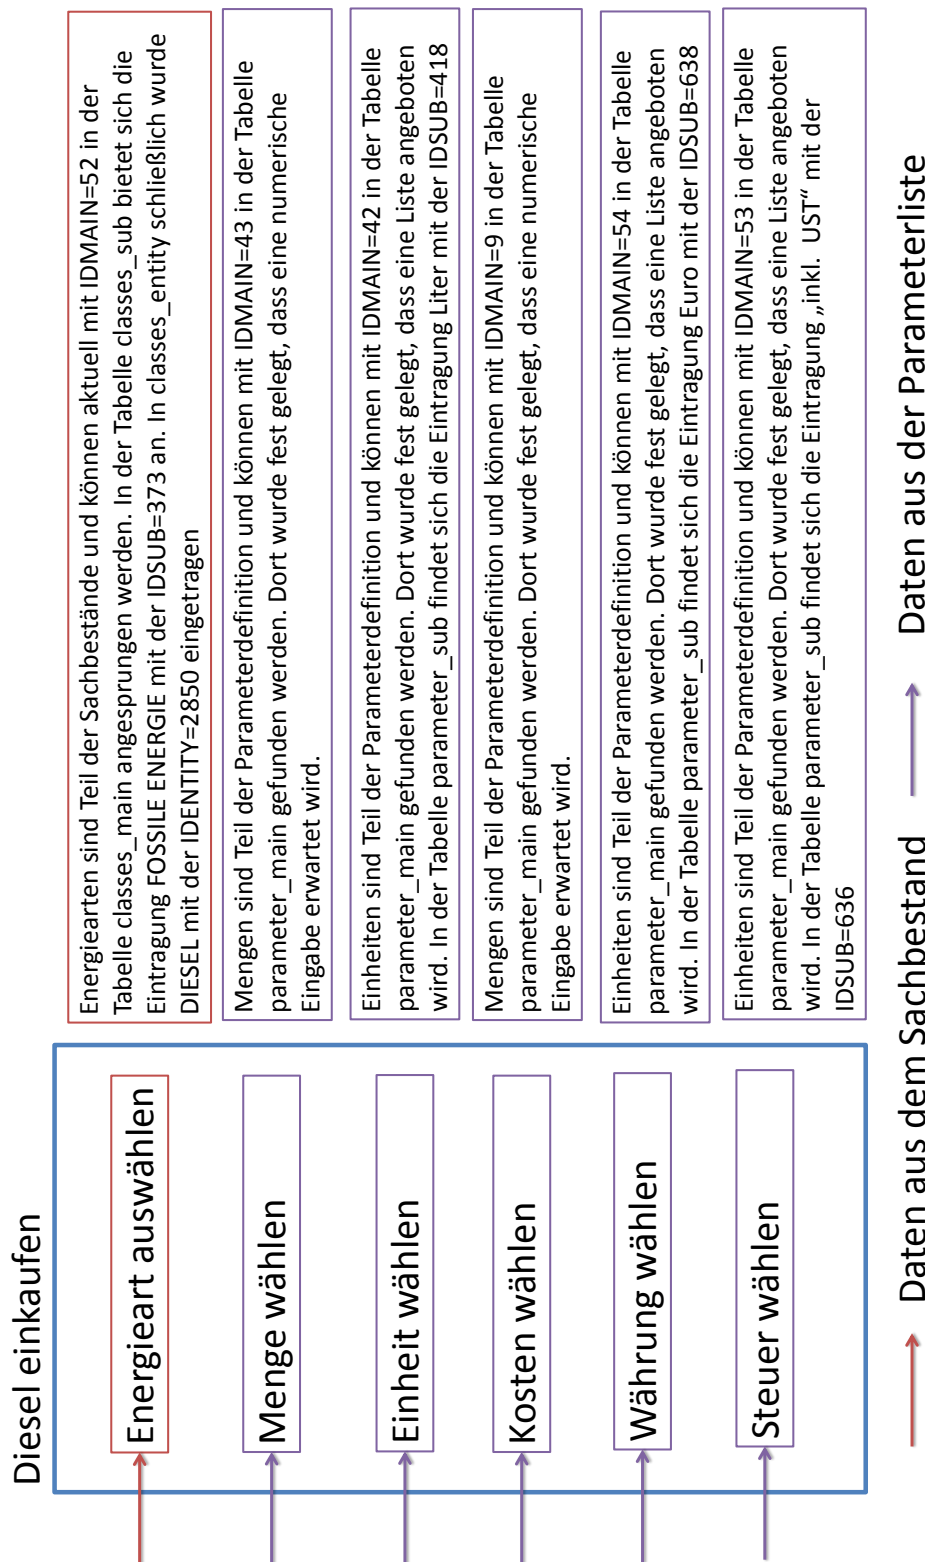 Diesel einkaufen
Energieart auswählen
Energiearten sind Teil der Sachbestände und können aktuell mit IDMAIN=52 in der
Tabelle classes_main angesprungen werden. In der Tabelle classes_sub bietet sich die
Eintragung FOSSILE ENERGIE mit der IDSUB=373 an. In classes_entity schließlich wurde
DIESEL mit der IDENTITY=2850 eingetragen
Menge wählen
Mengen sind Teil der Parameterdefinition und können mit IDMAIN=43 in der Tabelle
parameter_main gefunden werden. Dort wurde fest gelegt, dass eine numerische
Eingabe erwartet wird.
Einheit wählen
Einheiten sind Teil der Parameterdefinition und können mit IDMAIN=42 in der Tabelle
parameter_main gefunden werden. Dort wurde fest gelegt, dass eine Liste angeboten
wird. In der Tabelle parameter_sub findet sich die Eintragung Liter mit der IDSUB=418
Kosten wählen
Mengen sind Teil der Parameterdefinition und können mit IDMAIN=9 in der Tabelle
parameter_main gefunden werden. Dort wurde fest gelegt, dass eine numerische
Eingabe erwartet wird.
Währung wählen
Einheiten sind Teil der Parameterdefinition und können mit IDMAIN=54 in der Tabelle
parameter_main gefunden werden. Dort wurde fest gelegt, dass eine Liste angeboten
wird. In der Tabelle parameter_sub findet sich die Eintragung Euro mit der IDSUB=638
Steuer wählen
Einheiten sind Teil der Parameterdefinition und können mit IDMAIN=53 in der Tabelle
parameter_main gefunden werden. Dort wurde fest gelegt, dass eine Liste angeboten
wird. In der Tabelle parameter_sub findet sich die Eintragung „inkl. UST“ mit der
IDSUB=636
Daten aus dem Sachbestand
Daten aus der Parameterliste